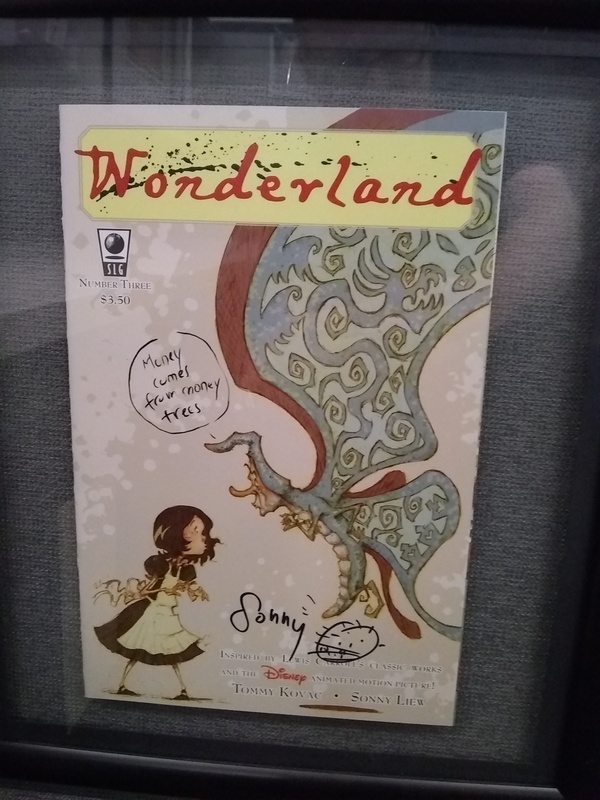 Wonderland
SLG
NUMBER THREE
$3.50
Money
comes
from money
trees
Sonny
INSPIRED BY LEWIS CARROLL'S CLASSIC WORKS
AND THE DISNEY ANIMATED MOTION PICTURE!
TOMMY KOVAC • SONNY LIEW